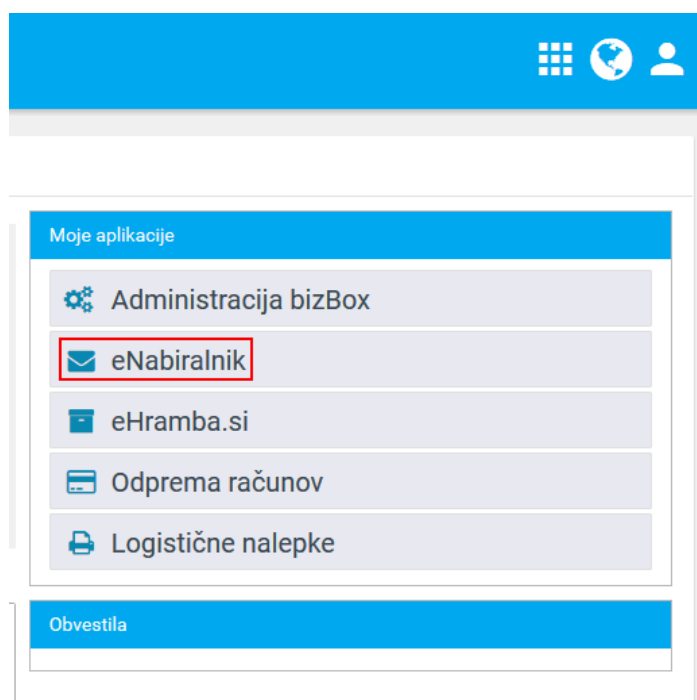 Moje aplikacije
Administracija bizBox
eNabiralnik
eHramba.si
Odprema računov
Logistične nalepke
Obvestila